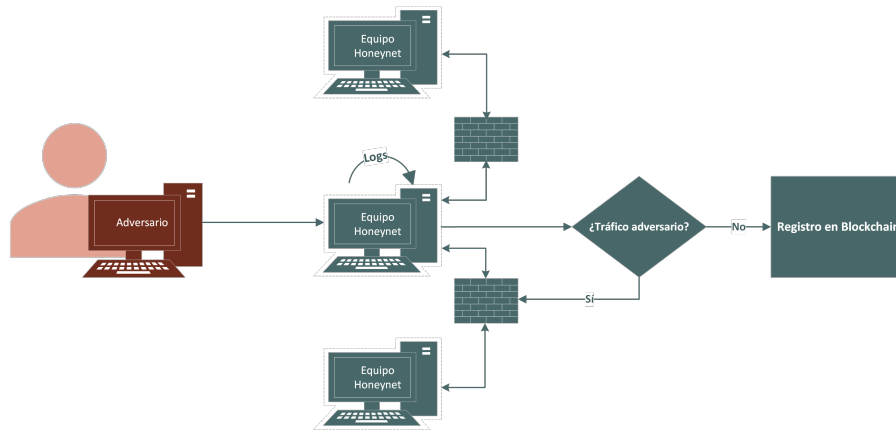 Equipo
Honeynet
Logs
Adversario
Equipo
Honeynet
¿Tráfico adversario?
No
Registro en Blockchain
Sí
Equipo
Honeynet